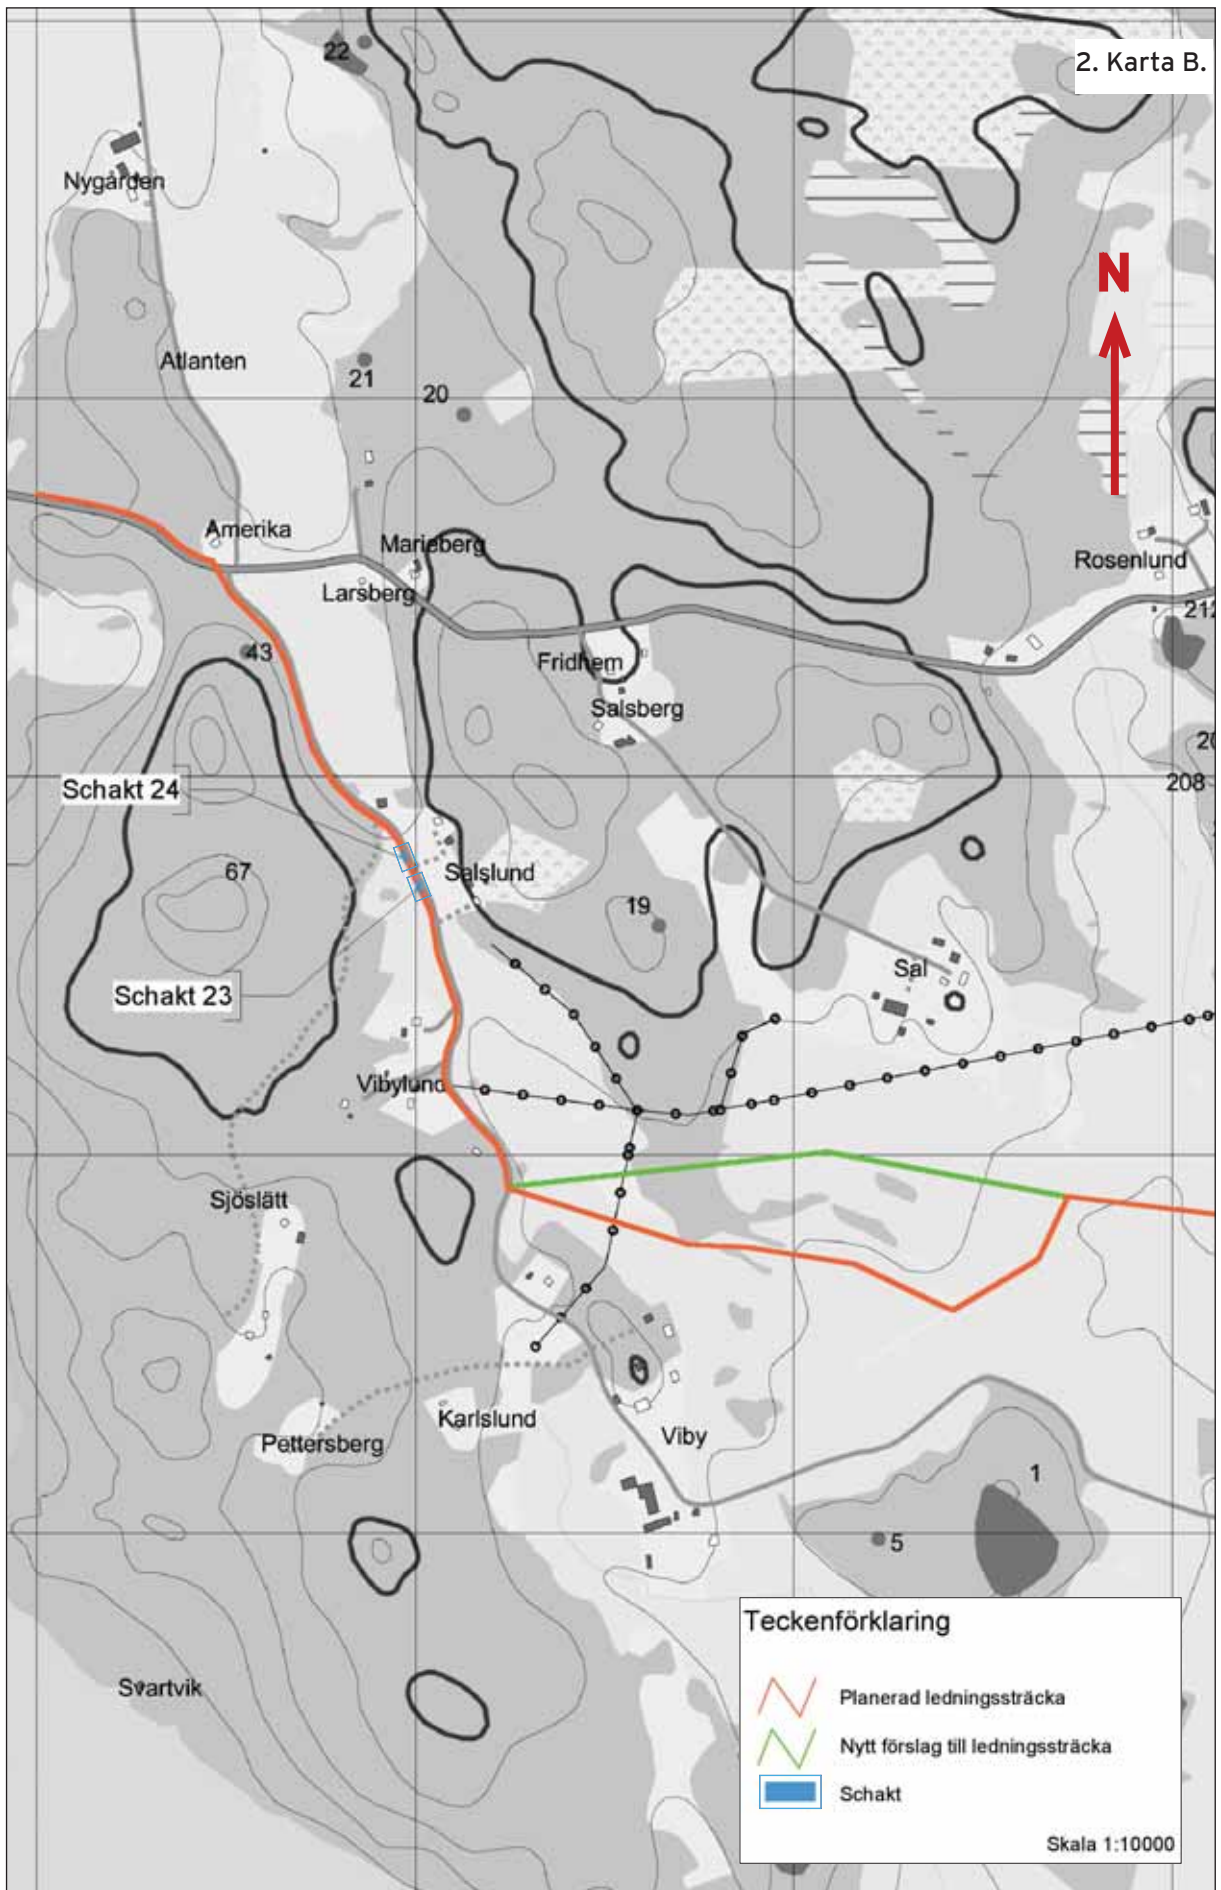 2. Karta B.
22
Nygården
N
Atlanten
21
20
Amerika
Marieberg
Larsberg
Rosenlund
212
43
Fridhem
Salsberg
20
Schakt 24
208
67
Salslund
19
Sal
Schakt 23
Vibylund
Sjöslätt
Karlslund
Pettersberg
Viby
1
5
Svartvik
Teckenförklaring
Planerad ledningssträcka
Nytt förslag till ledningssträcka
Schakt
Skala 1:10000